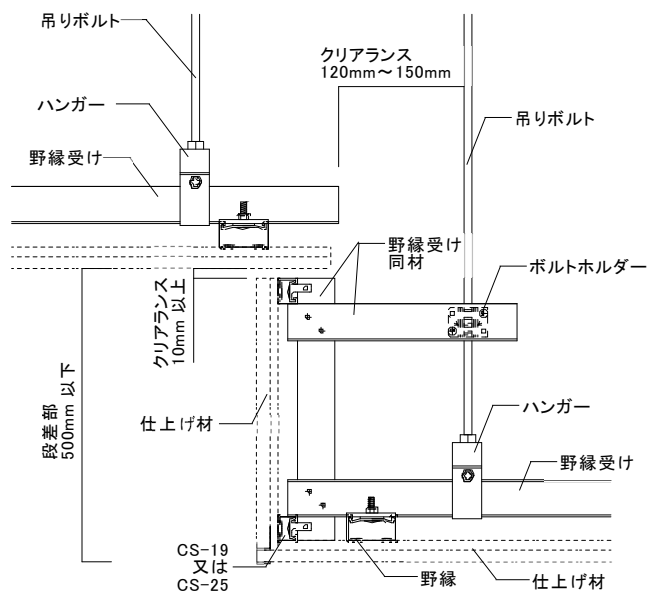 吊りボルト
ハンガー
野縁受け
クリアランス
120mm～150mm
吊りボルト
野縁受け
同材
ボルトホルダー
クリアランス
10mm 以上
段差部
500mm 以下
仕上げ材
ハンガー
野縁受け
CS-19
又は
CS-25
野縁
仕上げ材